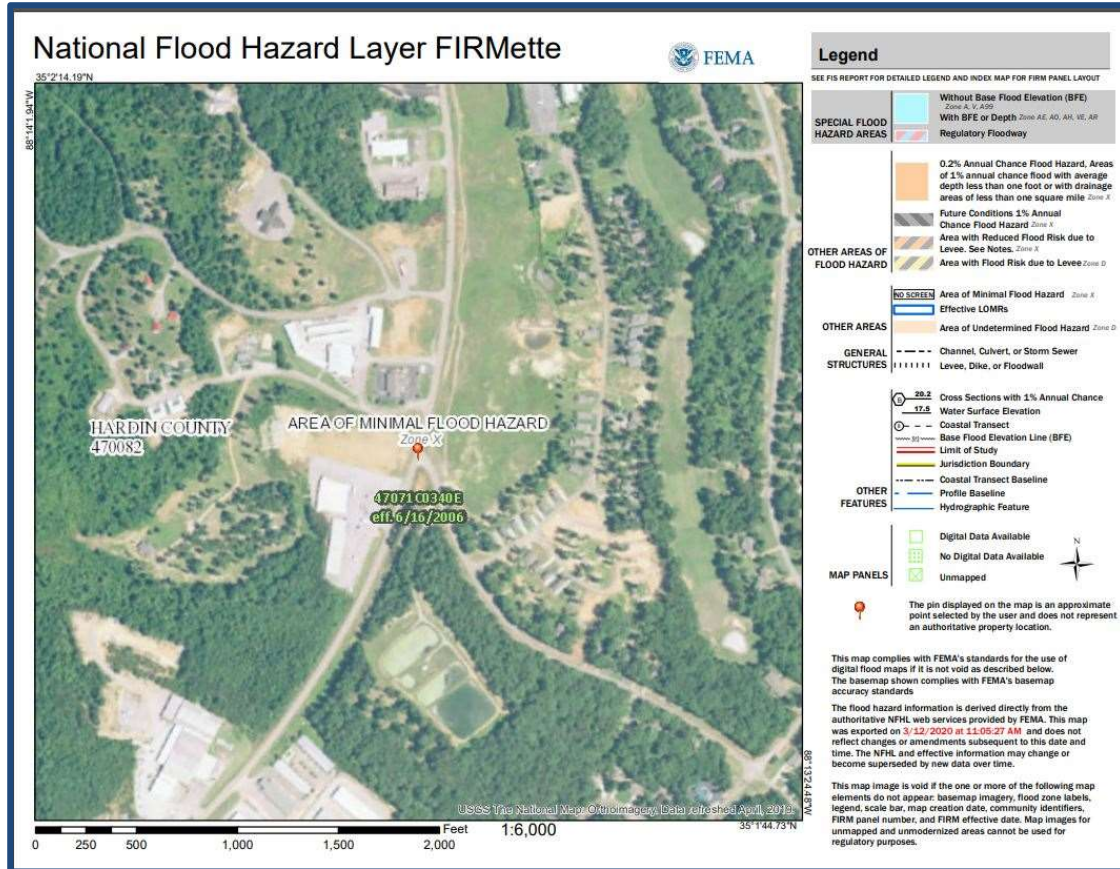 National Flood Hazard Layer FIRMette
FEMA
35°2'14.19"N
88°14'1.94"W
HARDIN COUNTY
470082
AREA OF MINIMAL FLOOD HAZARD
Zone X
47071C0340E
eff. 6/16/2006
USGS The National Map: Orthoimagery. Data refreshed April, 2019.
88°13'24.48"W
35°1'44.73"N
Feet
1:6,000
0 250 500 1,000 1,500 2,000
Legend
SEE FIS REPORT FOR DETAILED LEGEND AND INDEX MAP FOR FIRM PANEL LAYOUT
SPECIAL FLOOD
HAZARD AREAS
Without Base Flood Elevation (BFE)
Zone A, V, A99
With BFE or Depth Zone AE, AO, AH, VE, AR
Regulatory Floodway
0.2% Annual Chance Flood Hazard, Areas
of 1% annual chance flood with average
depth less than one foot or with drainage
areas of less than one square mile Zone X
Future Conditions 1% Annual
Chance Flood Hazard Zone X
Area with Reduced Flood Risk due to
Levee. See Notes. Zone X
Area with Flood Risk due to Levee Zone D
OTHER AREAS OF
FLOOD HAZARD
NO SCREEN Area of Minimal Flood Hazard Zone X
Effective LOMRs
Area of Undetermined Flood Hazard Zone D
OTHER AREAS
GENERAL
STRUCTURES
Channel, Culvert, or Storm Sewer
Levee, Dike, or Floodwall
B 20.2 Cross Sections with 1% Annual Chance
17.5 Water Surface Elevation
8 Coastal Transect
513 Base Flood Elevation Line (BFE)
Limit of Study
Jurisdiction Boundary
Coastal Transect Baseline
Profile Baseline
Hydrographic Feature
OTHER
FEATURES
Digital Data Available
No Digital Data Available
Unmapped
MAP PANELS
N
The pin displayed on the map is an approximate
point selected by the user and does not represent
an authoritative property location.
This map complies with FEMA's standards for the use of
digital flood maps if it is not void as described below.
The basemap shown complies with FEMA's basemap
accuracy standards
The flood hazard information is derived directly from the
authoritative NFHL web services provided by FEMA. This map
was exported on 3/12/2020 at 11:05:27 AM and does not
reflect changes or amendments subsequent to this date and
time. The NFHL and effective information may change or
become superseded by new data over time.
This map image is void if the one or more of the following map
elements do not appear: basemap imagery, flood zone labels,
legend, scale bar, map creation date, community identifiers,
FIRM panel number, and FIRM effective date. Map images for
unmapped and unmodernized areas cannot be used for
regulatory purposes.